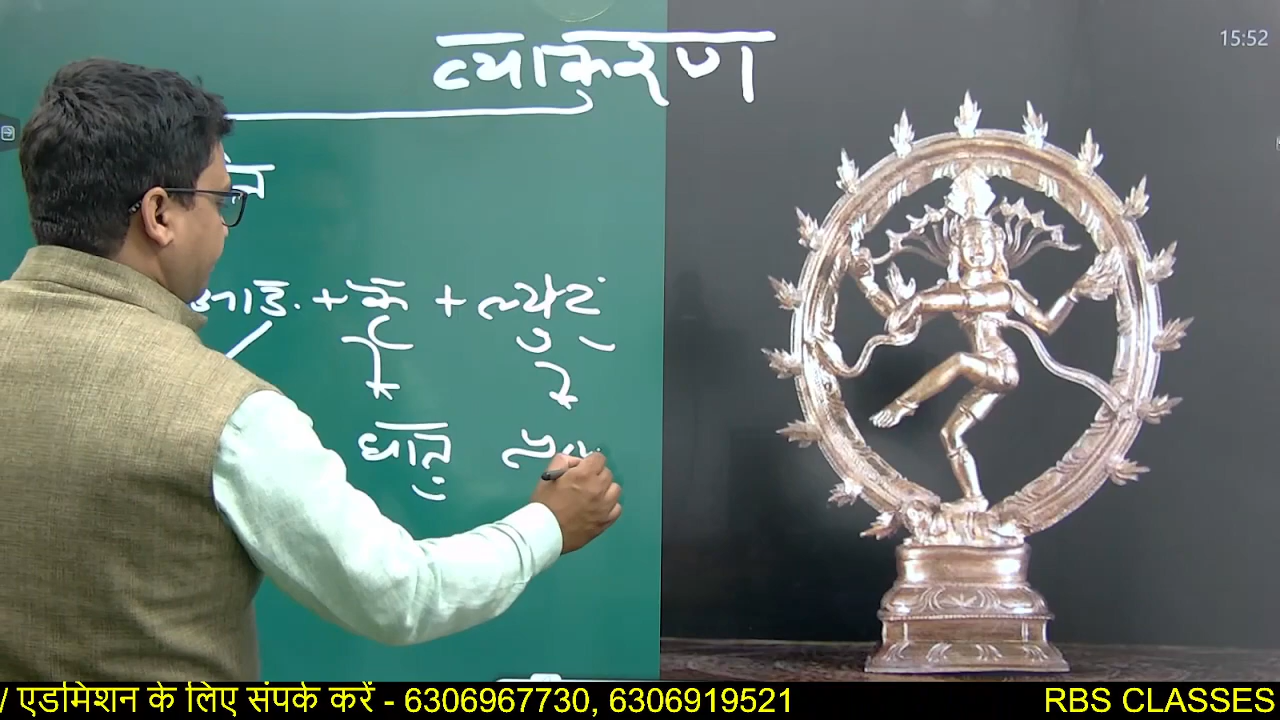 व्याकरण
15:52
आङ् + कृ + ल्युट्
धातु
/ एडमिशन के लिए संपर्क करें - 6306967730, 6306919521
RBS CLASSES